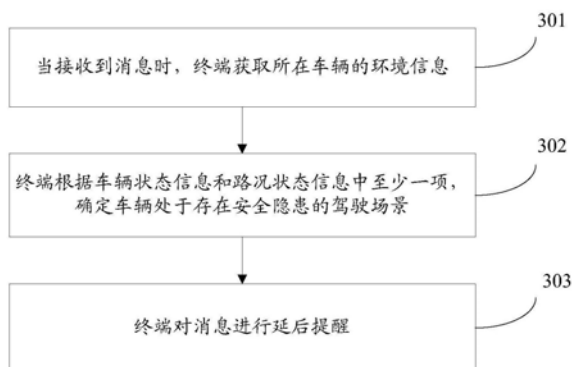 301
当接收到消息时，终端获取所在车辆的环境信息
302
终端根据车辆状态信息和路况状态信息中至少一项，
确定车辆处于存在安全隐患的驾驶场景
303
终端对消息进行延后提醒